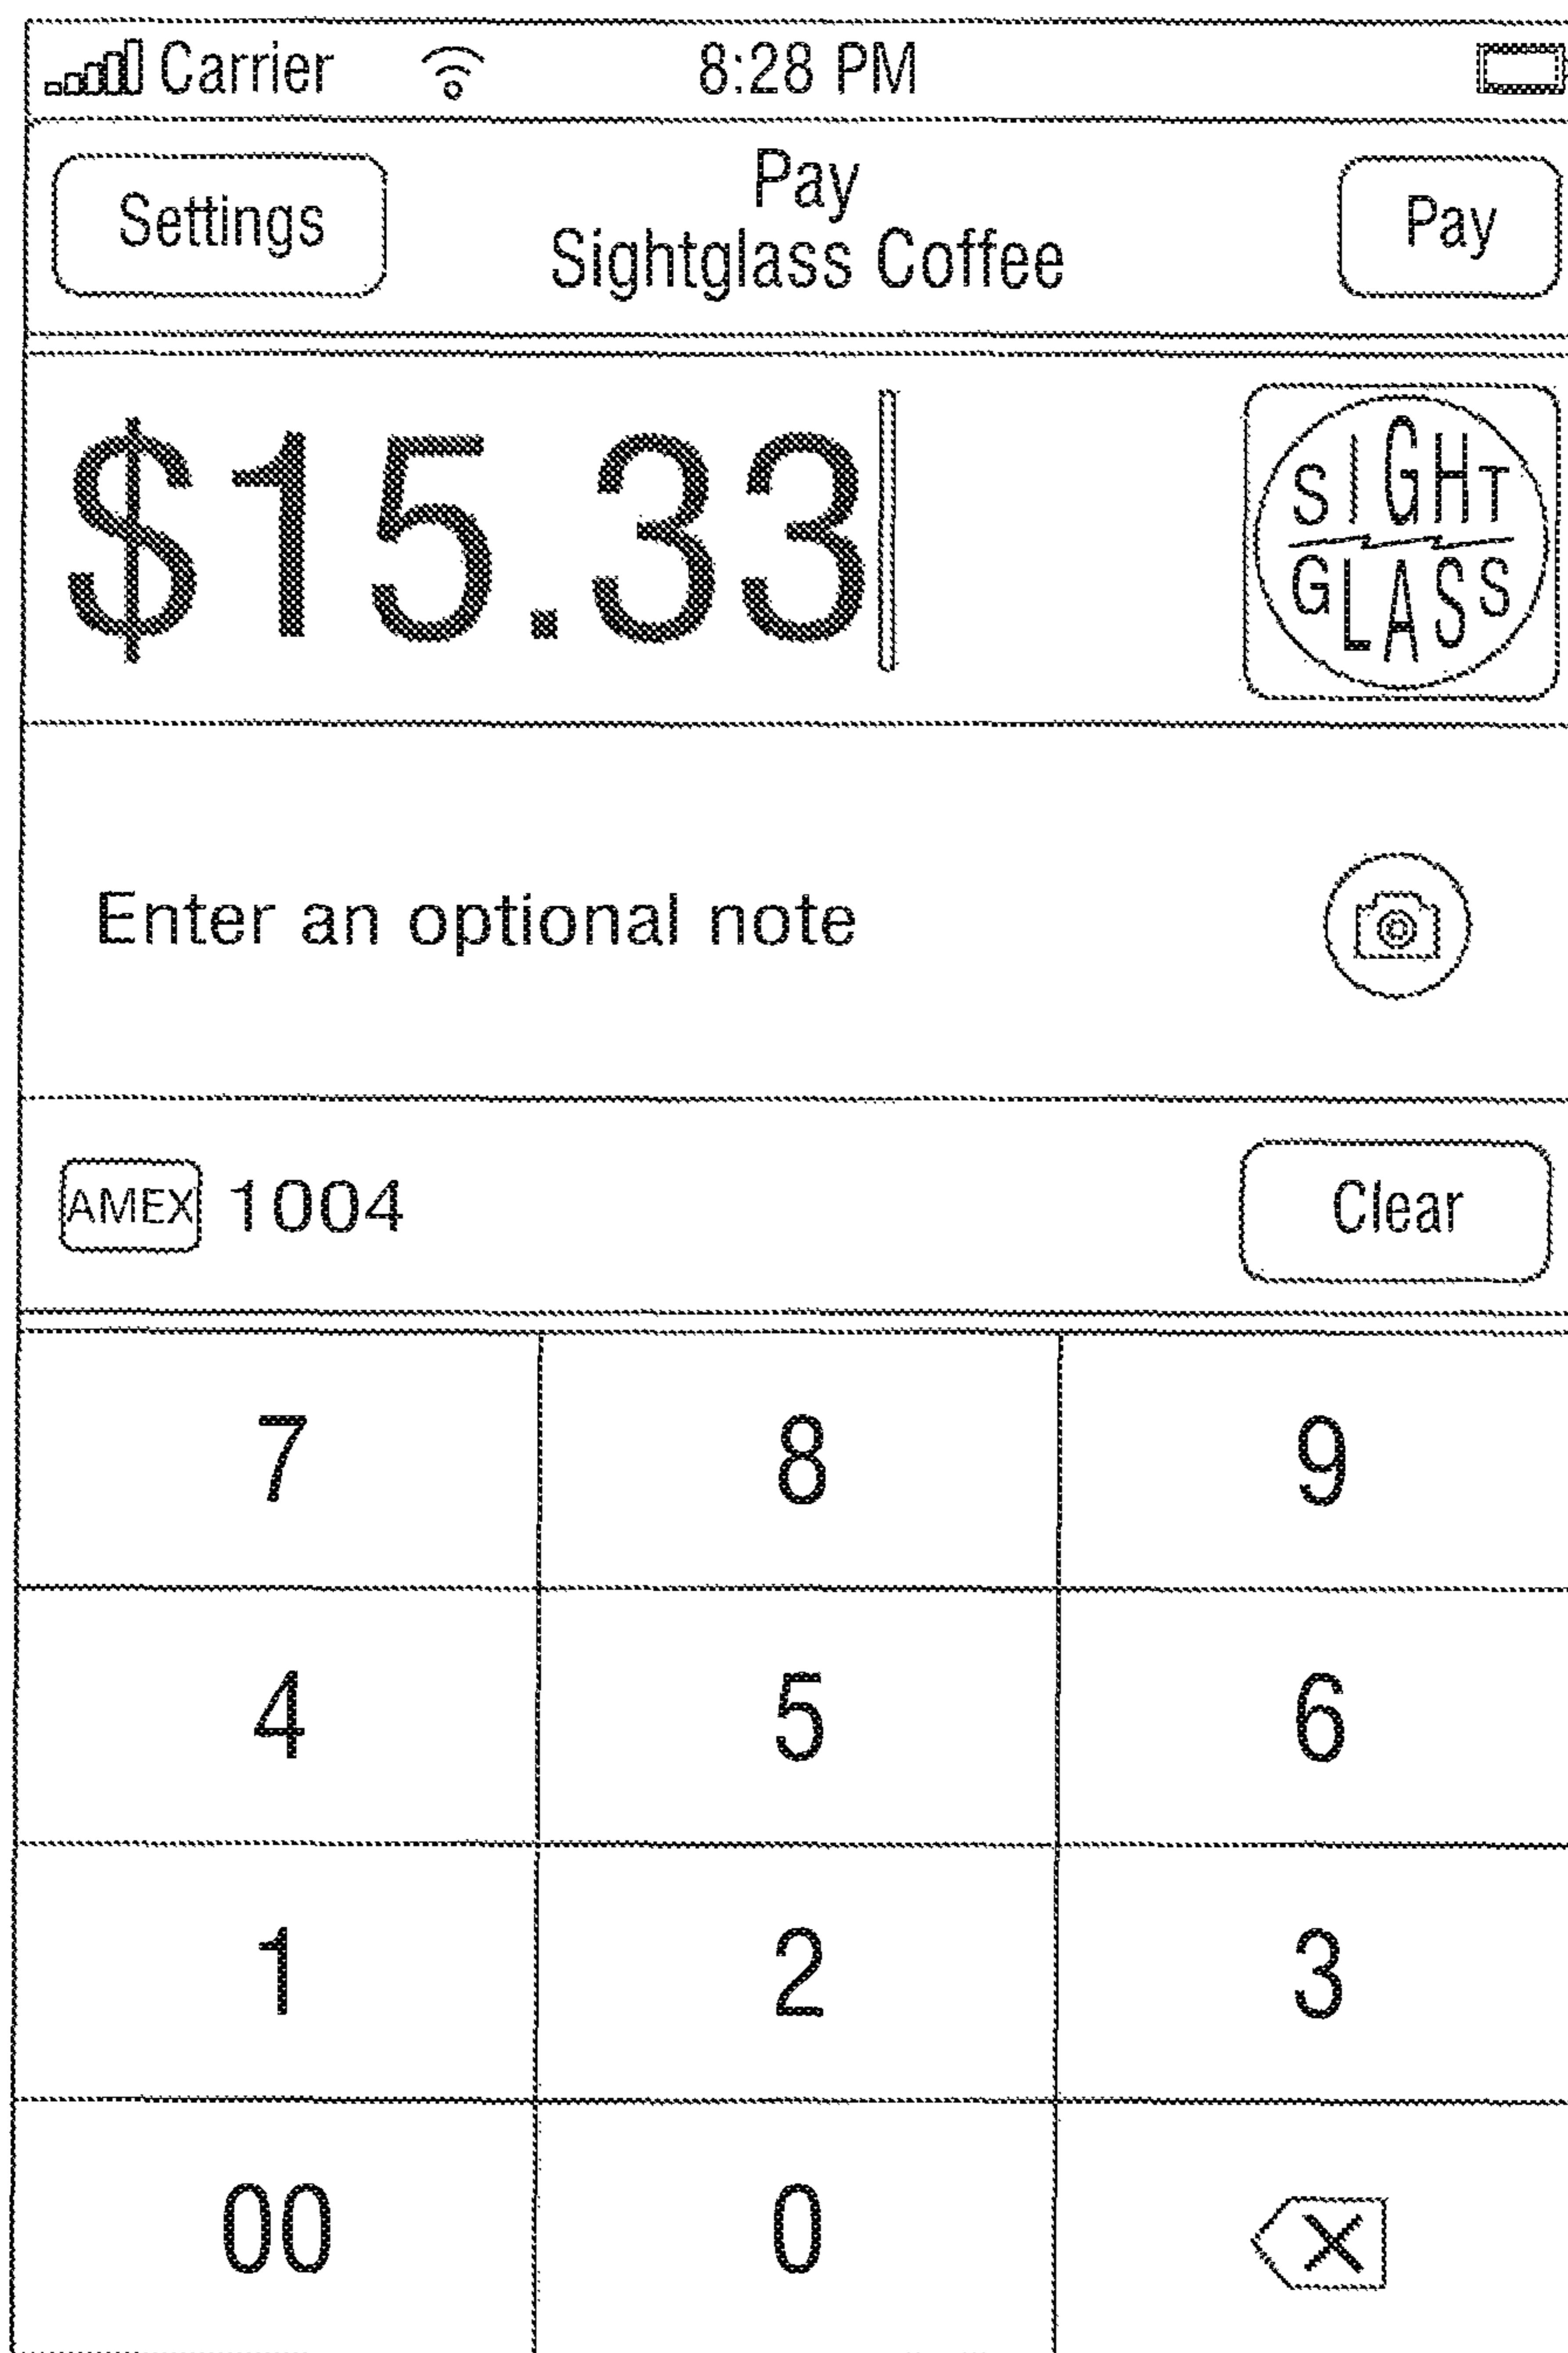 Carrier 8:28 PM
Settings
Pay
Sightglass Coffee
Pay
$15.33
SIGHT
GLASS
Enter an optional note
AMEX 1004
Clear
7 8 9
4 5 6
1 2 3
00 0 X